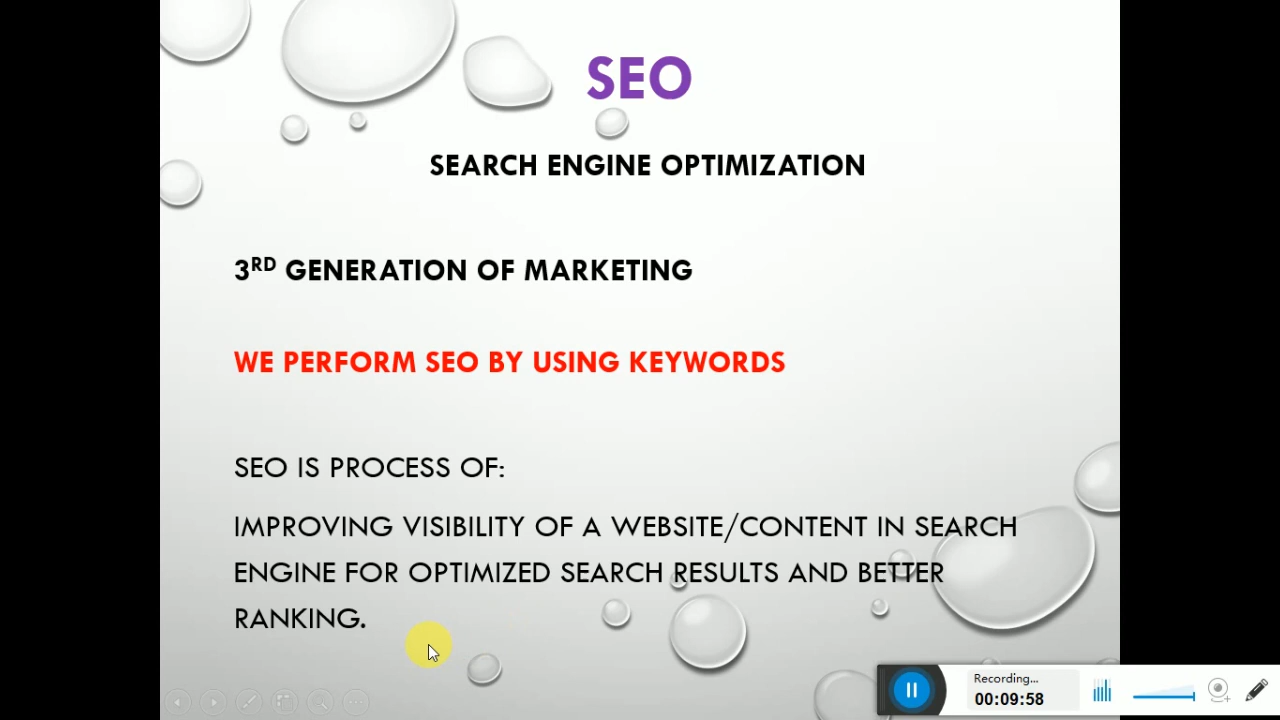 SEO
SEARCH ENGINE OPTIMIZATION
3RD GENERATION OF MARKETING
WE PERFORM SEO BY USING KEYWORDS
SEO IS PROCESS OF:
IMPROVING VISIBILITY OF A WEBSITE/CONTENT IN SEARCH
ENGINE FOR OPTIMIZED SEARCH RESULTS AND BETTER
RANKING.
Recording...
00:09:58